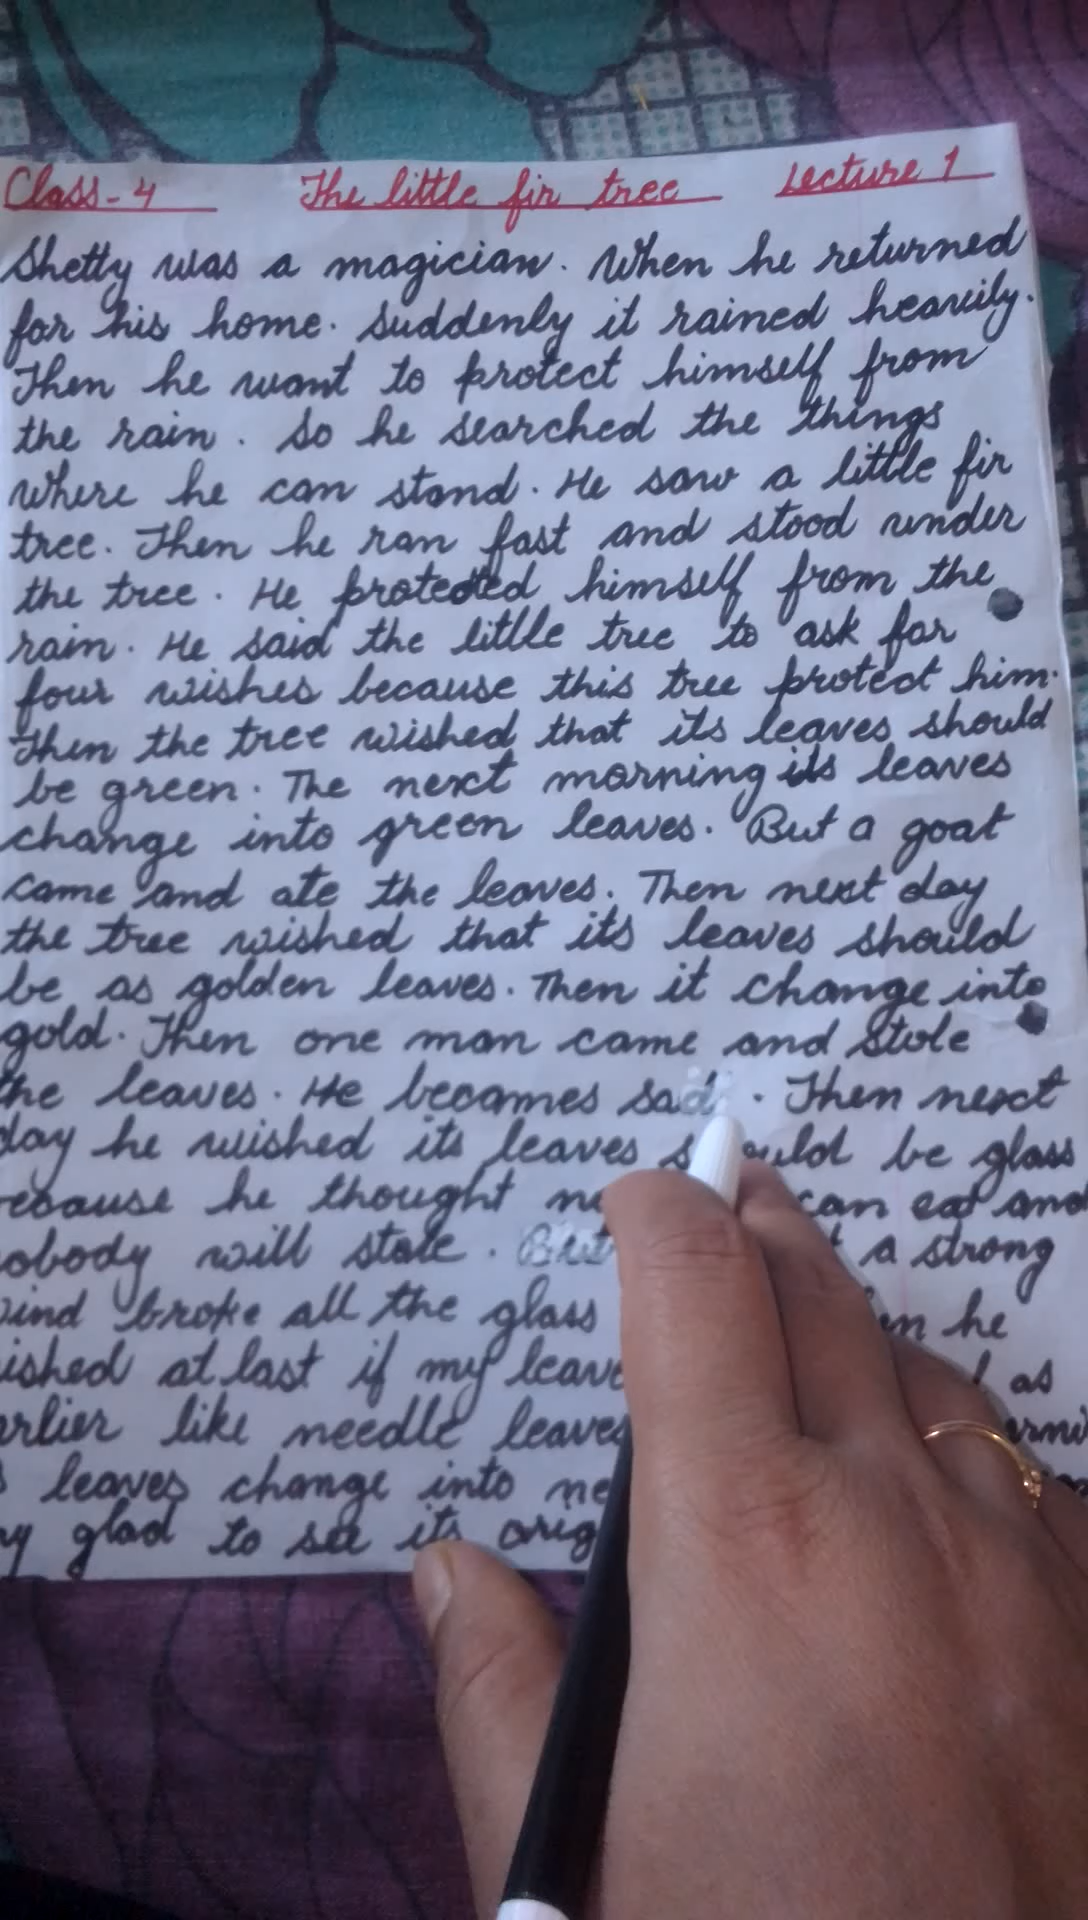 Class-4 The little fir tree Lecture 1
Shetty was a magician. When he returned
for his home. Suddenly it rained heavily.
Then he want to protect himself from
the rain. So he searched the things
where he can stand. He saw a little fir
tree. Then he ran fast and stood under
the tree. He protected himself from the
rain. He said the little tree to ask for
four wishes because this tree protect him.
Then the tree wished that its leaves should
be green. The next morning its leaves
change into green leaves. But a goat
came and ate the leaves. Then next day
the tree wished that its leaves should
be as golden leaves. Then it change into
gold. Then one man came and stole
the leaves. He becames sad. Then next
day he wished its leaves should be glass
ecause he thought can eat and
obody will stole. But a strong
ind broke all the glass he
ished at last if my leave as
arlier like needle leaves
leaves change into
glad to see its